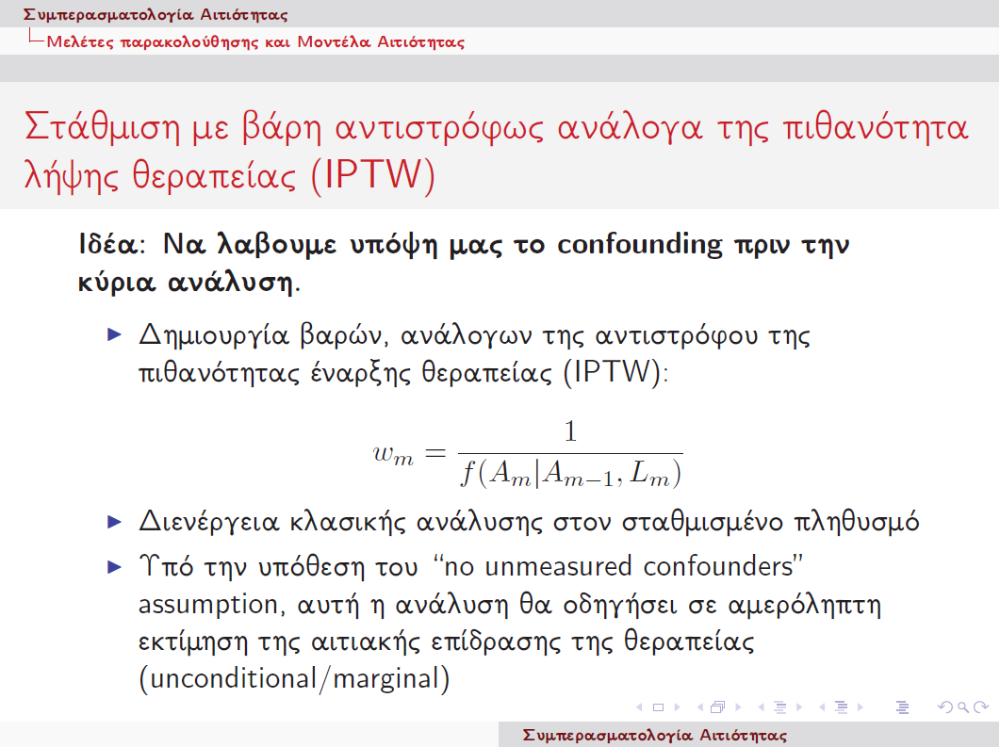 Συμπερασματολογία Αιτιότητας
Μελέτες παρακολούθησης και Μοντέλα Αιτιότητας
Στάθμιση με βάρη αντιστρόφως ανάλογα της πιθανότητα
λήψης θεραπείας (IPTW)
Ιδέα: Να λαβουμε υπόψη μας το confounding πριν την
κύρια ανάλυση.
▶ Δημιουργία βαρών, ανάλογων της αντιστρόφου της
πιθανότητας έναρξης θεραπείας (IPTW):
w_m = 1 / f(A_m|A_{m−1}, L_m)
▶ Διενέργεια κλασικής ανάλυσης στον σταθμισμένο πληθυσμό
▶ Υπό την υπόθεση του “no unmeasured confounders”
assumption, αυτή η ανάλυση θα οδηγήσει σε αμερόληπτη
εκτίμηση της αιτιακής επίδρασης της θεραπείας
(unconditional/marginal)
Συμπερασματολογία Αιτιότητας